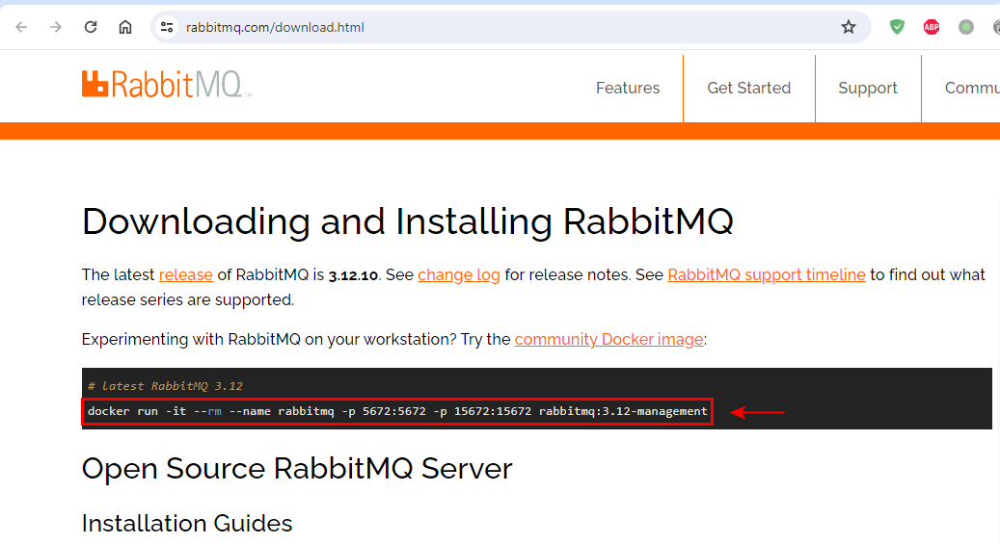 rabbitmq.com/download.html
ABP
RabbitMQ™
Features
Get Started
Support
Commu
Downloading and Installing RabbitMQ
The latest release of RabbitMQ is 3.12.10. See change log for release notes. See RabbitMQ support timeline to find out what
release series are supported.
Experimenting with RabbitMQ on your workstation? Try the community Docker image:
# latest RabbitMQ 3.12
docker run -it --rm --name rabbitmq -p 5672:5672 -p 15672:15672 rabbitmq:3.12-management
Open Source RabbitMQ Server
Installation Guides